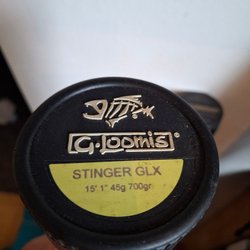 G.Loomis®
STINGER GLX
15' 1" 45g 700gr.